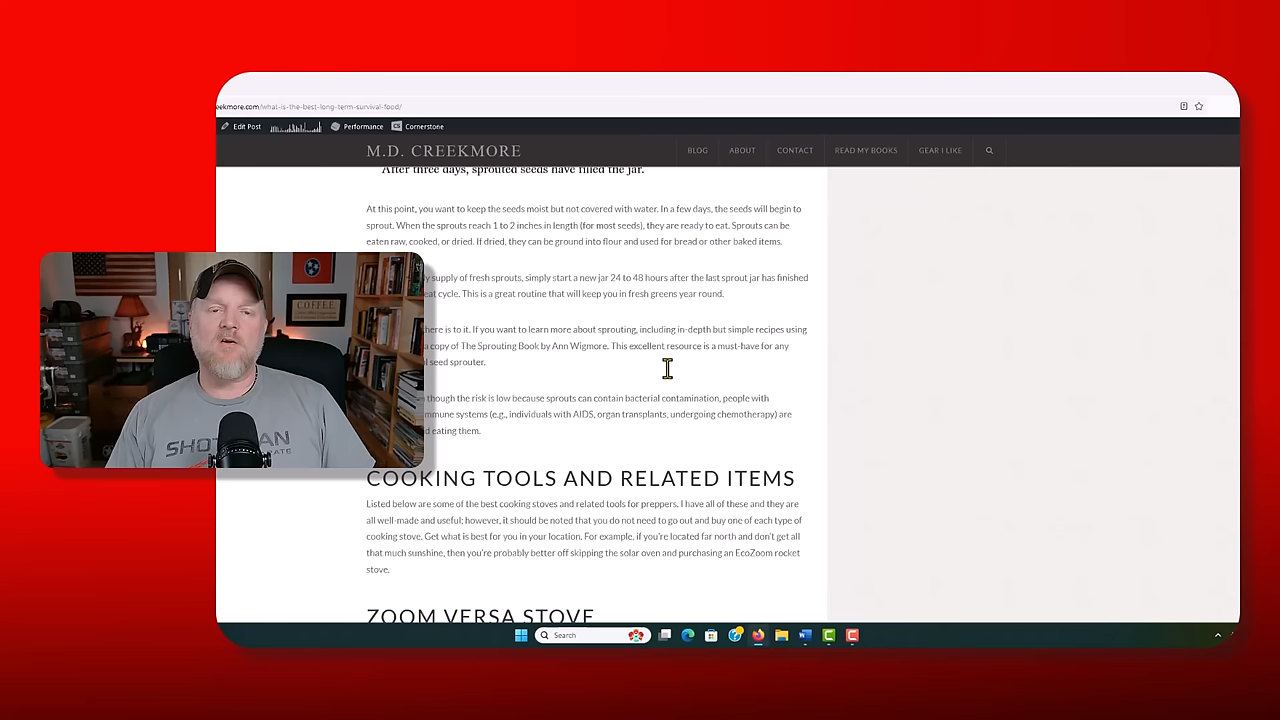 eekmore.com/what-is-the-best-long-term-survival-food/
Edit Post Performance Cornerstone
M.D. CREEKMORE BLOG ABOUT CONTACT READ MY BOOKS GEAR I LIKE
After three days, sprouted seeds have filled the jar.
At this point, you want to keep the seeds moist but not covered with water. In a few days, the seeds will begin to
sprout. When the sprouts reach 1 to 2 inches in length (for most seeds), they are ready to eat. Sprouts can be
eaten raw, cooked, or dried. If dried, they can be ground into flour and used for bread or other baked items.
supply of fresh sprouts, simply start a new jar 24 to 48 hours after the last sprout jar has finished
cycle. This is a great routine that will keep you in fresh greens year round.
here is to it. If you want to learn more about sprouting, including in-depth but simple recipes using
a copy of The Sprouting Book by Ann Wigmore. This excellent resource is a must-have for any
seed sprouter.
though the risk is low because sprouts can contain bacterial contamination, people with
mmune systems (e.g., individuals with AIDS, organ transplants, undergoing chemotherapy) are
eating them.
COFFEE
COOKING TOOLS AND RELATED ITEMS
Listed below are some of the best cooking stoves and related tools for preppers. I have all of these and they are
all well-made and useful; however, it should be noted that you do not need to go out and buy one of each type of
cooking stove. Get what is best for you in your location. For example, if you're located far north and don't get all
that much sunshine, then you're probably better off skipping the solar oven and purchasing an EcoZoom rocket
stove.
ZOOM VERSA STOVE
Search